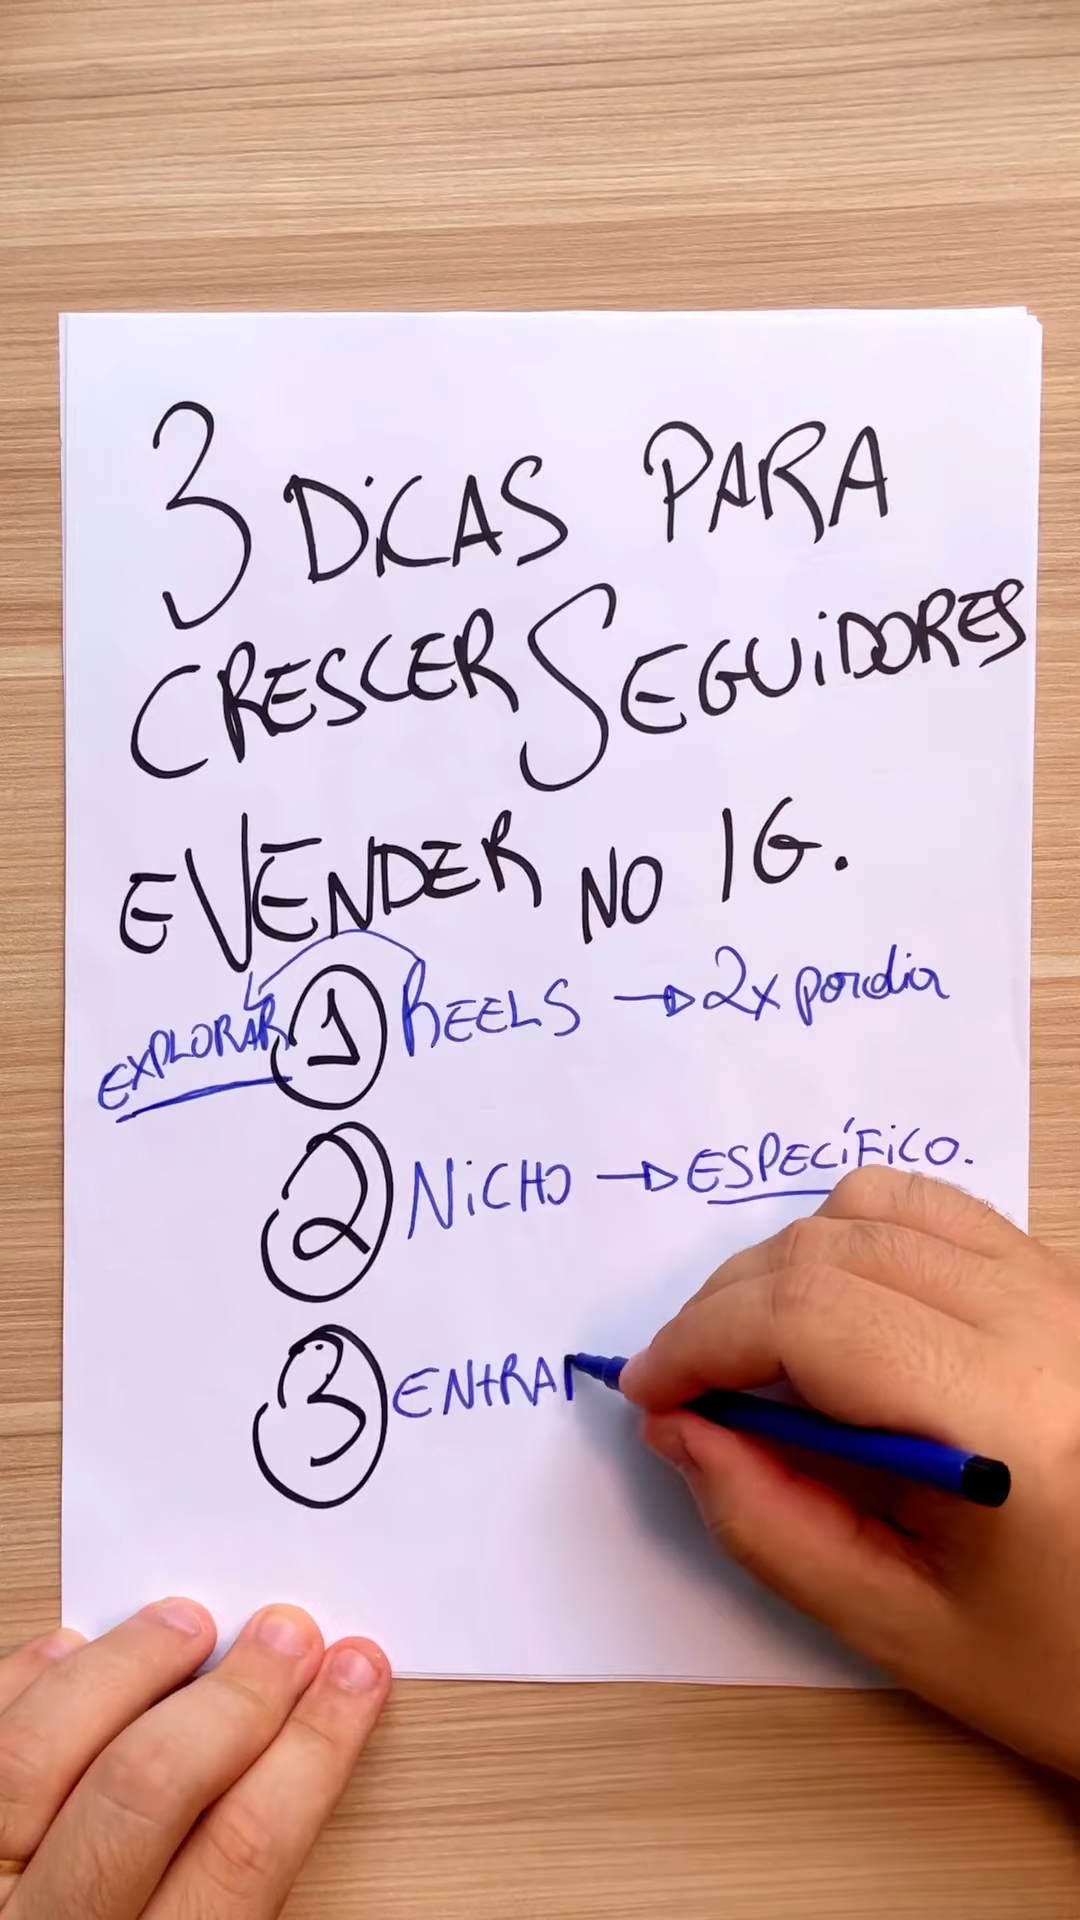 3 DiCAS PARA
CRESCER SEGUiDORES
E VENDER NO IG.
EXPLORAR 1 REELS → 2x por dia
2 NiCHO → ESPECÍFiCO.
3 ENtRA